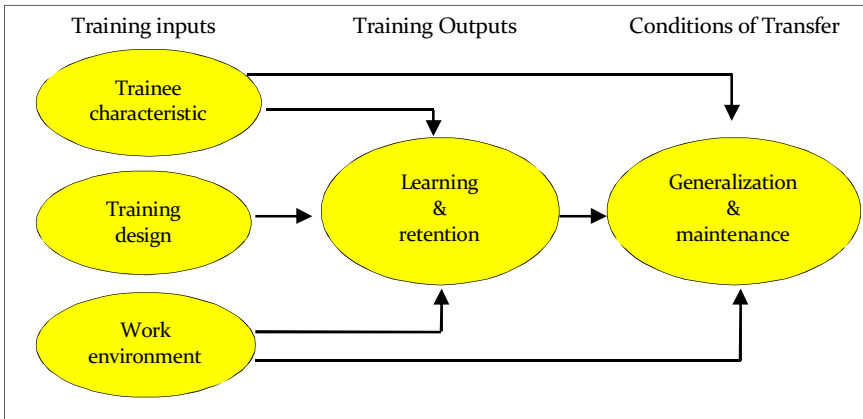 Training inputs
Training Outputs
Conditions of Transfer
Trainee
characteristic
Training
design
Work
environment
Learning
&
retention
Generalization
&
maintenance